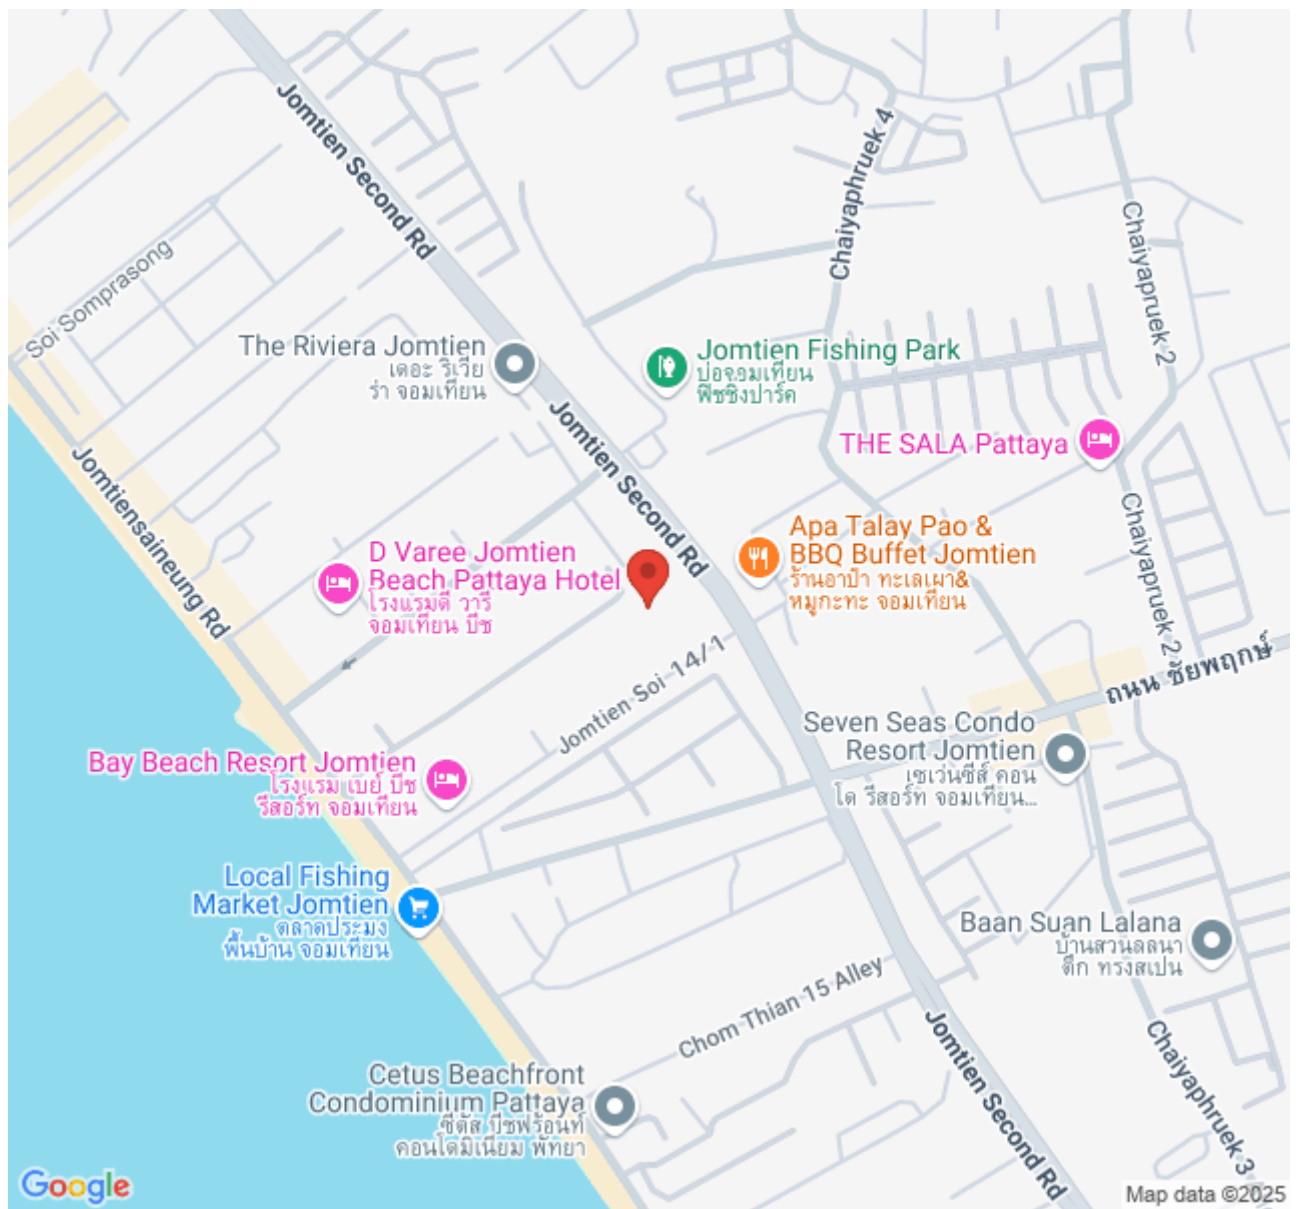 Jomtien Second Rd
Chaiyaphruek 4
Chaiyapruek 2
Soi Somprasong
The Riviera Jomtien
เดอะ ริเวีย
ร่า จอมเทียน
Jomtien Fishing Park
บ่อจอมเทียน
ฟิชชิ่งปาร์ค
Jomtien Second Rd
THE SALA Pattaya
Jomtiensaineung Rd
Chaiyapruek 2
Apa Talay Pao &
BBQ Buffet Jomtien
ร้านอาป๋า ทะเลเผา&
หมูกะทะ จอมเทียน
D Varee Jomtien
Beach Pattaya Hotel
โรงแรมดี วารี
จอมเทียน บีช
Jomtien Soi 14/1
ถนน ชัยพฤกษ์
Seven Seas Condo
Resort Jomtien
เซเว่นซีส์ คอน
โด รีสอร์ท จอมเทียน...
Bay Beach Resort Jomtien
โรงแรม เบย์ บีช
รีสอร์ท จอมเทียน
Local Fishing
Market Jomtien
ตลาดประมง
พื้นบ้าน จอมเทียน
Baan Suan Lalana
บ้านสวนลลนา
ตึก ทรงสเปน
Chom Thian 15 Alley
Jomtien Second Rd
Chaiyaphruek 3
Cetus Beachfront
Condominium Pattaya
ซีตัส บีชฟร้อนท์
คอนโดมิเนียม พัทยา
Google
Map data ©2025